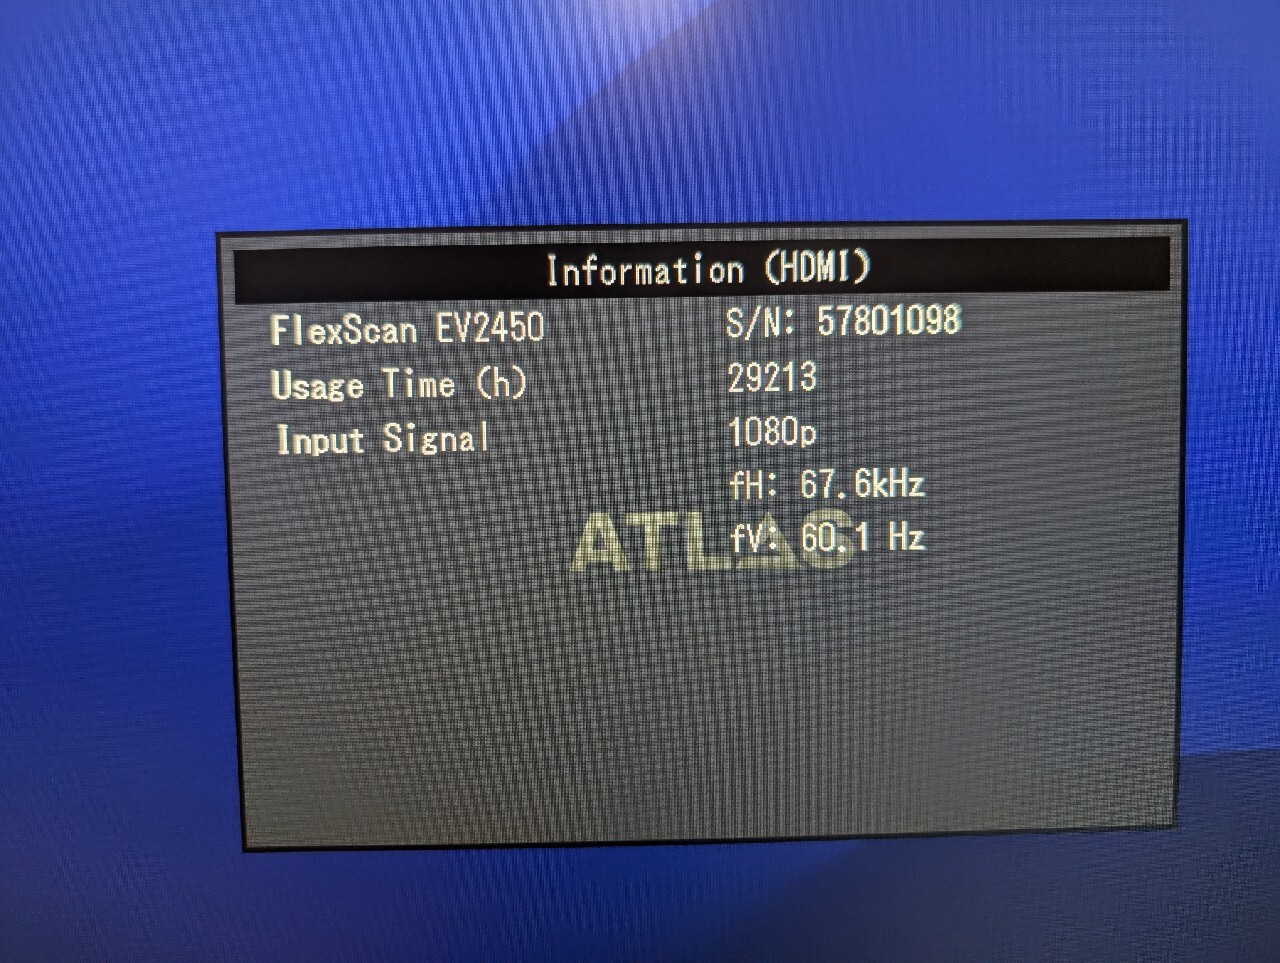 Information (HDMI)
FlexScan EV2450 S/N: 57801098
Usage Time (h) 29213
Input Signal 1080p
fH: 67.6kHz
fV: 60.1 Hz
ATLAS